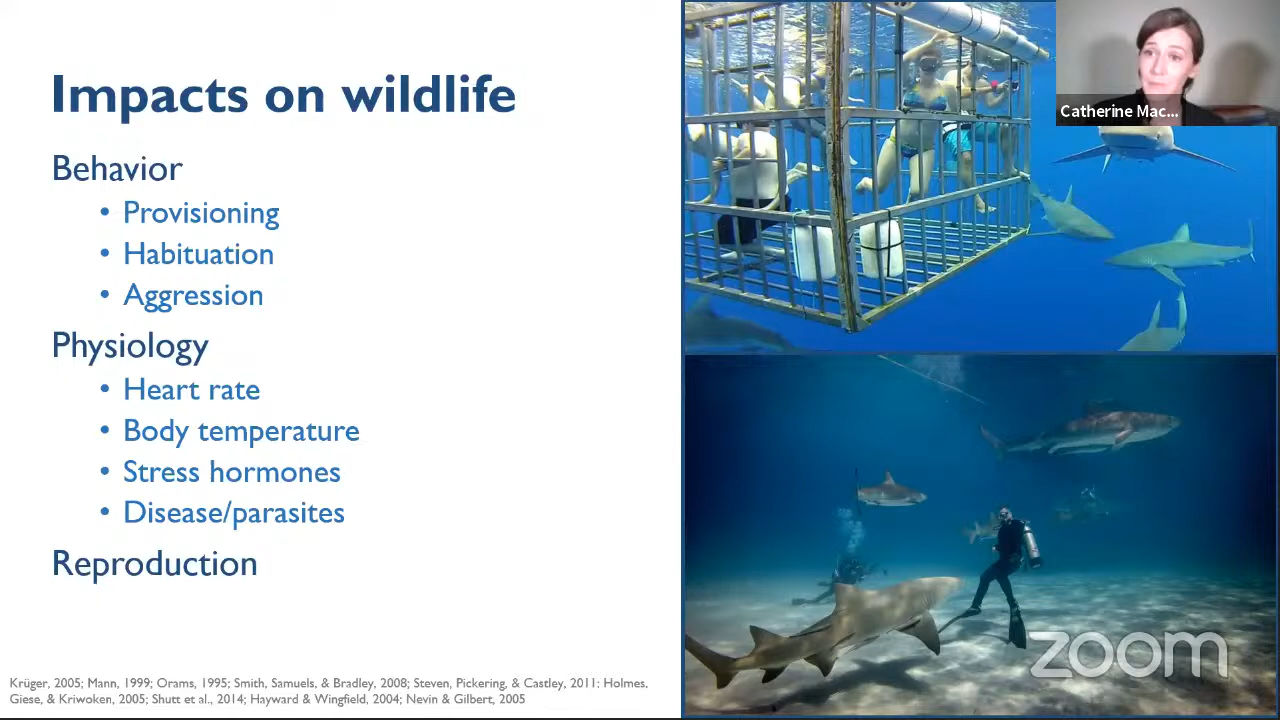 Impacts on wildlife
Behavior
• Provisioning
• Habituation
• Aggression
Physiology
• Heart rate
• Body temperature
• Stress hormones
• Disease/parasites
Reproduction
Krüger, 2005; Mann, 1999; Orams, 1995; Smith, Samuels, & Bradley, 2008; Steven, Pickering, & Castley, 2011; Holmes,
Giese, & Kriwoken, 2005; Shutt et al., 2014; Hayward & Wingfield, 2004; Nevin & Gilbert, 2005
Catherine Mac...
zoom